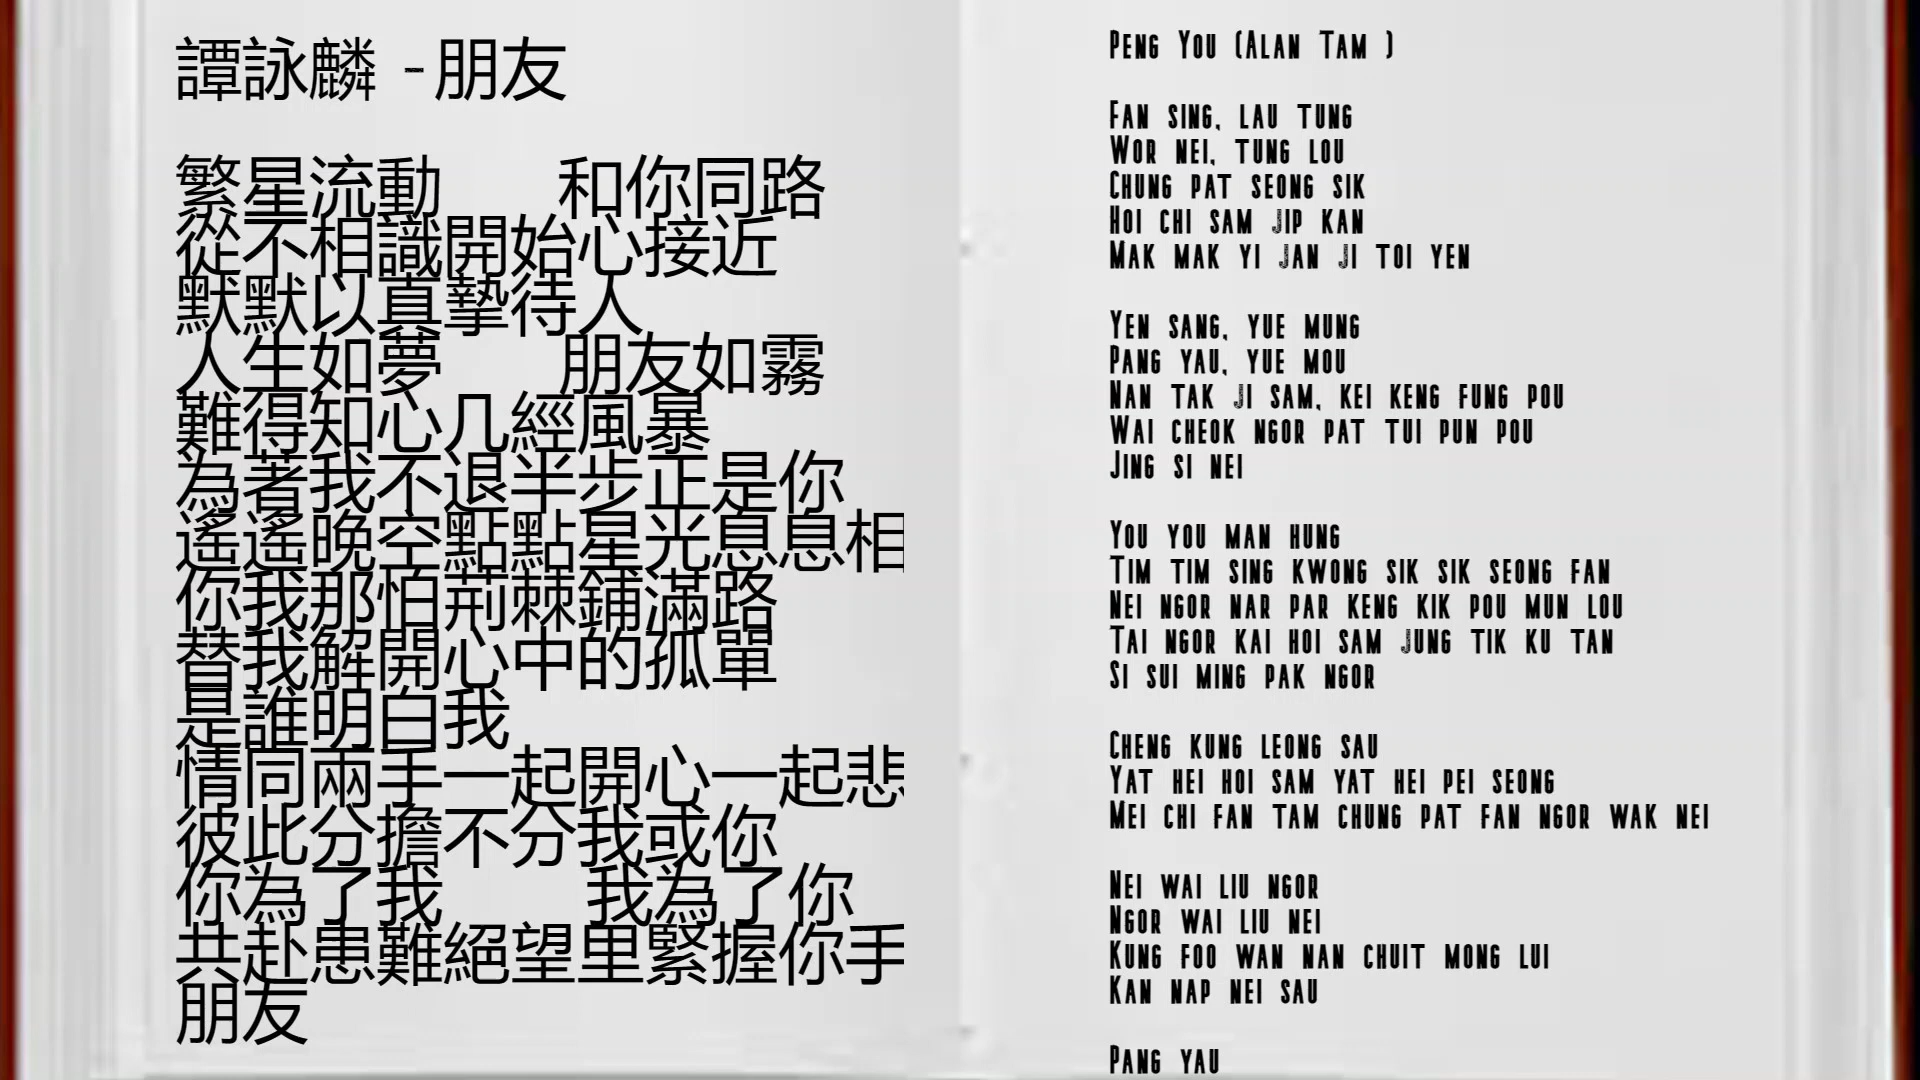 譚詠麟 - 朋友
繁星流動 和你同路
從不相識開始心接近
默默以真摯待人
人生如夢 朋友如霧
難得知心几經風暴
為著我不退半步正是你
遙遙晚空點點星光息息相
你我那怕荊棘鋪滿路
替我解開心中的孤單
是誰明白我
情同兩手一起開心一起悲
彼此分擔不分我或你
你為了我 我為了你
共赴患難絕望里緊握你手
朋友
Peng You (Alan Tam )
Fan sing, lau tung
Wor nei, tung lou
Chung pat seong sik
Hoi chi sam jip kan
Mak mak yi jan ji toi yen
Yen sang, yue mung
Pang yau, yue mou
Nan tak ji sam, kei keng fung pou
Wai cheok ngor pat tui pun pou
Jing si nei
You you man hung
Tim tim sing kwong sik sik seong fan
Nei ngor nar par keng kik pou mun lou
Tai ngor kai hoi sam jung tik ku tan
Si sui ming pak ngor
Cheng kung leong sau
Yat hei hoi sam yat hei pei seong
Mei chi fan tam chung pat fan ngor wak nei
Nei wai liu ngor
Ngor wai liu nei
Kung foo wan nan chuit mong lui
Kan nap nei sau
Pang yau